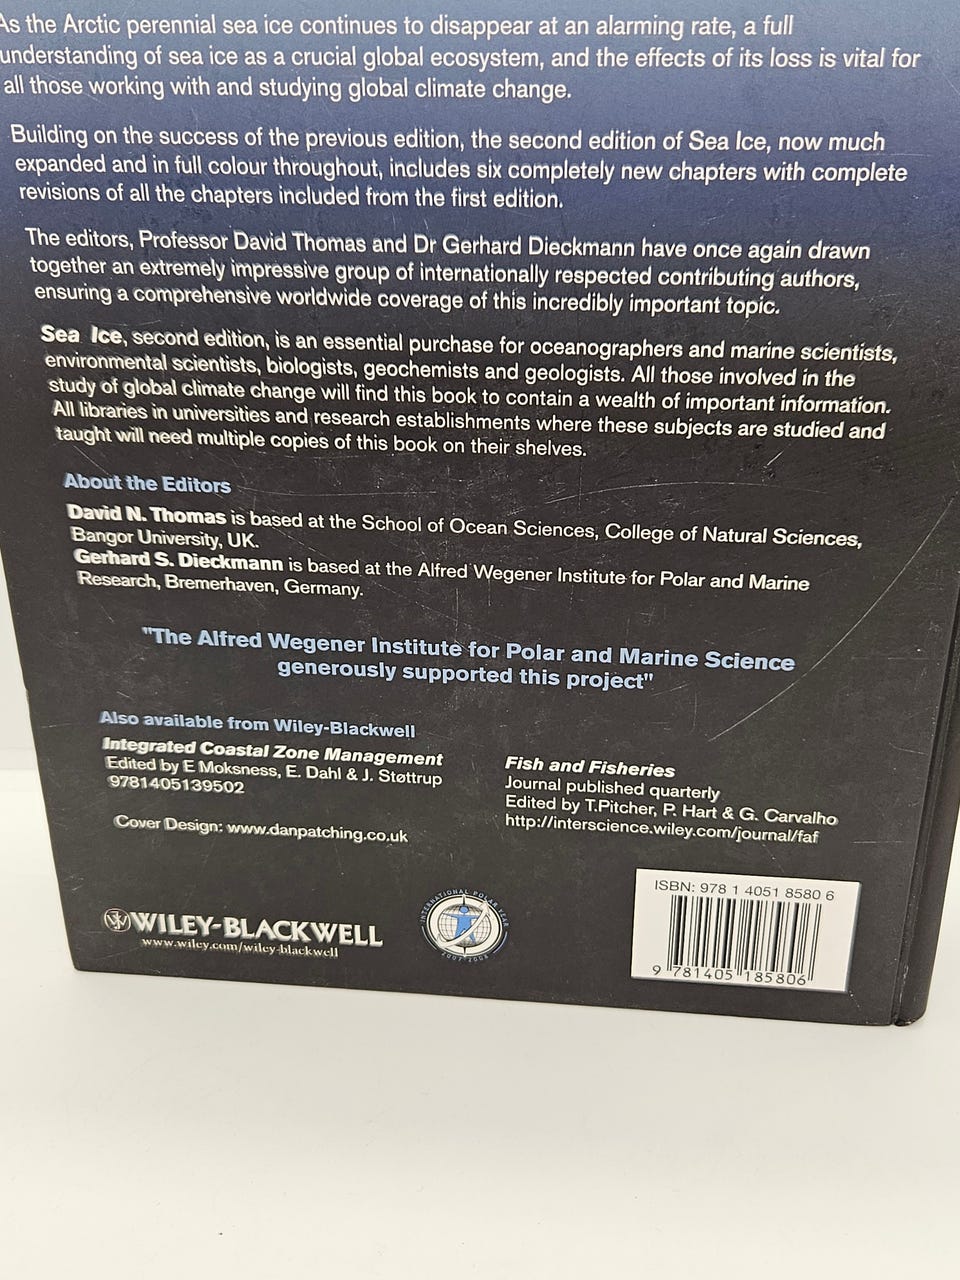 As the Arctic perennial sea ice continues to disappear at an alarming rate, a full
understanding of sea ice as a crucial global ecosystem, and the effects of its loss is vital for
all those working with and studying global climate change.
Building on the success of the previous edition, the second edition of Sea Ice, now much
expanded and in full colour throughout, includes six completely new chapters with complete
revisions of all the chapters included from the first edition.
The editors, Professor David Thomas and Dr Gerhard Dieckmann have once again drawn
together an extremely impressive group of internationally respected contributing authors,
ensuring a comprehensive worldwide coverage of this incredibly important topic.
Sea Ice, second edition, is an essential purchase for oceanographers and marine scientists,
environmental scientists, biologists, geochemists and geologists. All those involved in the
study of global climate change will find this book to contain a wealth of important information.
All libraries in universities and research establishments where these subjects are studied and
taught will need multiple copies of this book on their shelves.
About the Editors
David N. Thomas is based at the School of Ocean Sciences, College of Natural Sciences,
Bangor University, UK.
Gerhard S. Dieckmann is based at the Alfred Wegener Institute for Polar and Marine
Research, Bremerhaven, Germany.
"The Alfred Wegener Institute for Polar and Marine Science
generously supported this project"
Also available from Wiley-Blackwell
Integrated Coastal Zone Management
Edited by E Moksness, E. Dahl & J. Støttrup
9781405139502
Fish and Fisheries
Journal published quarterly
Edited by T.Pitcher, P. Hart & G. Carvalho
http://interscience.wiley.com/journal/faf
Cover Design: www.danpatching.co.uk
WILEY-BLACKWELL
www.wiley.com/wiley-blackwell
INTERNATIONAL POLAR YEAR
2007-2008
ISBN: 978 1 4051 8580 6
9 781405 185806